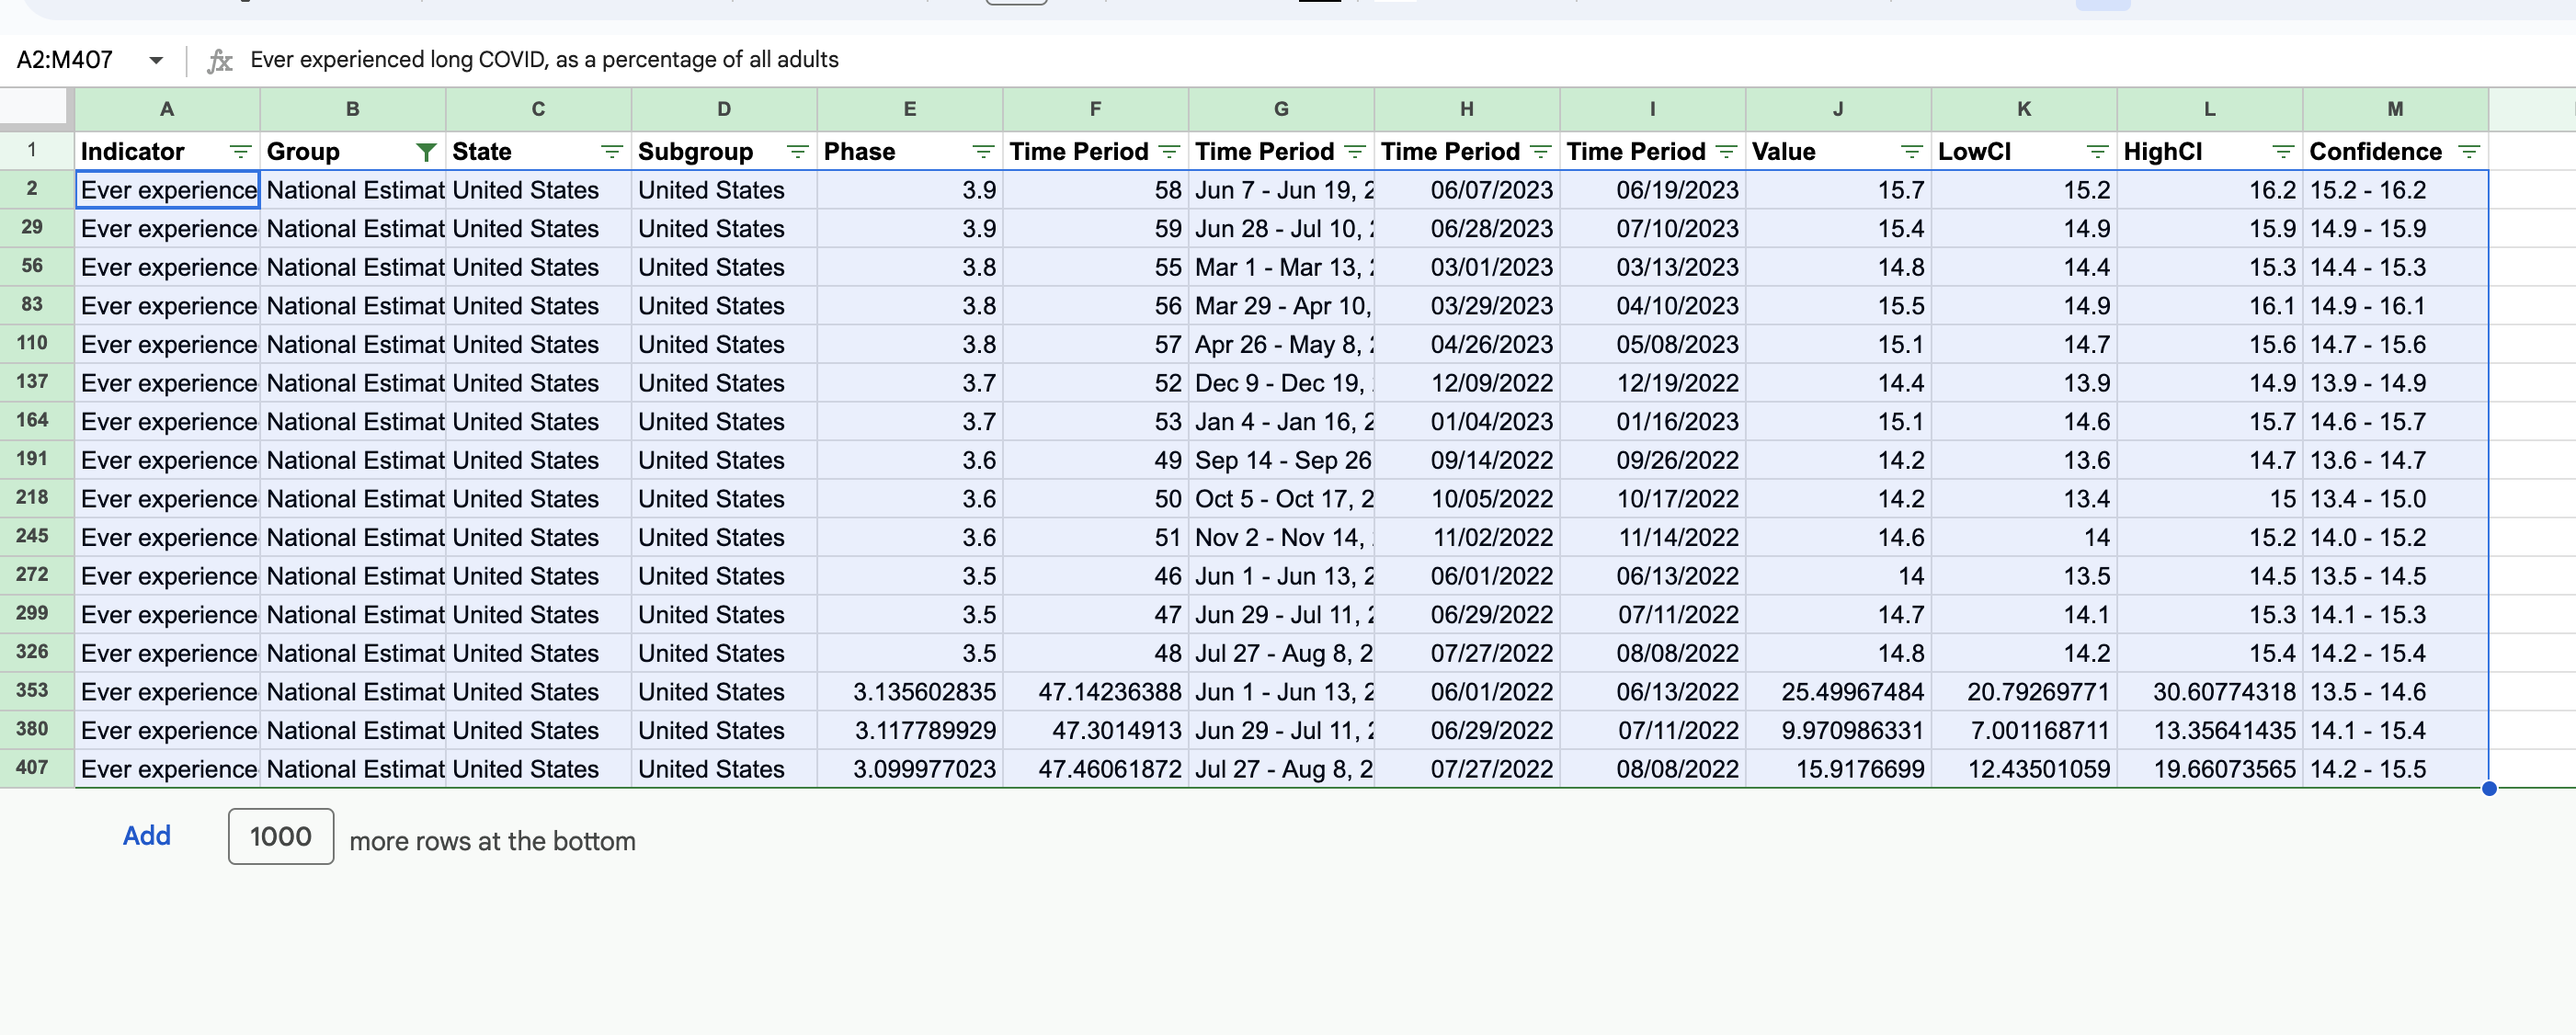 A2:M407 fx Ever experienced long COVID, as a percentage of all adults
A B C D E F G H I J K L M
1 Indicator Group State Subgroup Phase Time Period Time Period Time Period Time Period Value LowCI HighCI Confidence
2 Ever experience National Estimat United States United States 3.9 58 Jun 7 - Jun 19, 2 06/07/2023 06/19/2023 15.7 15.2 16.2 15.2 - 16.2
29 Ever experience National Estimat United States United States 3.9 59 Jun 28 - Jul 10, 06/28/2023 07/10/2023 15.4 14.9 15.9 14.9 - 15.9
56 Ever experience National Estimat United States United States 3.8 55 Mar 1 - Mar 13, 03/01/2023 03/13/2023 14.8 14.4 15.3 14.4 - 15.3
83 Ever experience National Estimat United States United States 3.8 56 Mar 29 - Apr 10, 03/29/2023 04/10/2023 15.5 14.9 16.1 14.9 - 16.1
110 Ever experience National Estimat United States United States 3.8 57 Apr 26 - May 8, 04/26/2023 05/08/2023 15.1 14.7 15.6 14.7 - 15.6
137 Ever experience National Estimat United States United States 3.7 52 Dec 9 - Dec 19, 12/09/2022 12/19/2022 14.4 13.9 14.9 13.9 - 14.9
164 Ever experience National Estimat United States United States 3.7 53 Jan 4 - Jan 16, 2 01/04/2023 01/16/2023 15.1 14.6 15.7 14.6 - 15.7
191 Ever experience National Estimat United States United States 3.6 49 Sep 14 - Sep 26 09/14/2022 09/26/2022 14.2 13.6 14.7 13.6 - 14.7
218 Ever experience National Estimat United States United States 3.6 50 Oct 5 - Oct 17, 2 10/05/2022 10/17/2022 14.2 13.4 15 13.4 - 15.0
245 Ever experience National Estimat United States United States 3.6 51 Nov 2 - Nov 14, 11/02/2022 11/14/2022 14.6 14 15.2 14.0 - 15.2
272 Ever experience National Estimat United States United States 3.5 46 Jun 1 - Jun 13, 2 06/01/2022 06/13/2022 14 13.5 14.5 13.5 - 14.5
299 Ever experience National Estimat United States United States 3.5 47 Jun 29 - Jul 11, 2 06/29/2022 07/11/2022 14.7 14.1 15.3 14.1 - 15.3
326 Ever experience National Estimat United States United States 3.5 48 Jul 27 - Aug 8, 2 07/27/2022 08/08/2022 14.8 14.2 15.4 14.2 - 15.4
353 Ever experience National Estimat United States United States 3.135602835 47.14236388 Jun 1 - Jun 13, 2 06/01/2022 06/13/2022 25.49967484 20.79269771 30.60774318 13.5 - 14.6
380 Ever experience National Estimat United States United States 3.117789929 47.3014913 Jun 29 - Jul 11, 2 06/29/2022 07/11/2022 9.970986331 7.001168711 13.35641435 14.1 - 15.4
407 Ever experience National Estimat United States United States 3.099977023 47.46061872 Jul 27 - Aug 8, 2 07/27/2022 08/08/2022 15.9176699 12.43501059 19.66073565 14.2 - 15.5
Add 1000 more rows at the bottom